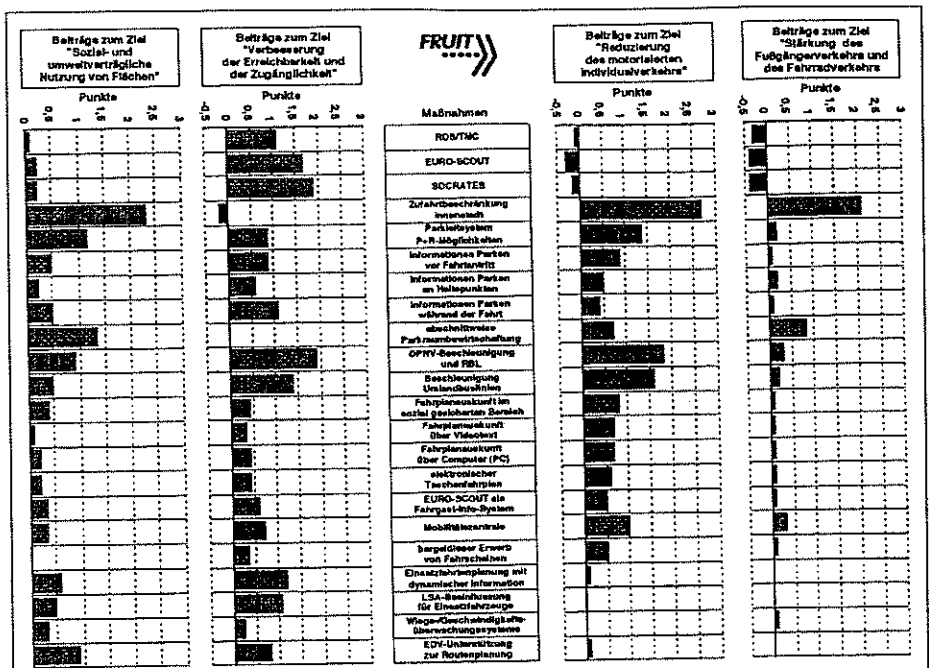 Beiträge zum Ziel
"Sozial- und
umweltverträgliche
Nutzung von Flächen"
Punkte
0,5 1 1,5 2 2,5 3
Beiträge zum Ziel
"Verbesserung
der Erreichbarkeit und
der Zugänglichkeit"
Punkte
-0,5 0 0,5 1 1,5 2 2,5 3
FRUIT
Maßnahmen
RDS/TMC
EURO-SCOUT
SOCRATES
Zufahrtbeschränkung
Innenstadt
Parkleitsystem
P+R-Möglichkeiten
Informationen Parken
vor Fahrtantritt
Informationen Parken
an Haltepunkten
Informationen Parken
während der Fahrt
abschnittweise
Parkraumbewirtschaftung
ÖPNV-Beschleunigung
und RBL
Beschleunigung
Umlandbuslinien
Fahrplanauskunft im
sozial gesicherten Bereich
Fahrplanauskunft
über Videotext
Fahrplanauskunft
über Computer (PC)
elektronischer
Taschenfahrplan
EURO-SCOUT als
Fahrgast-Info-System
Mobilitätszentrale
bargeldloser Erwerb
von Fahrscheinen
Einsatzfahrtenplanung mit
dynamischer Information
LSA-Beeinflussung
für Einsatzfahrzeuge
Wiege-/Geschwindigkeits-
überwachungssysteme
EDV-Unterstützung
zur Routenplanung
Beiträge zum Ziel
"Reduzierung
des motorisierten
Individualverkehrs"
Punkte
-0,5 0 0,5 1 1,5 2 2,5 3
Beiträge zum Ziel
"Stärkung des
Fußgängerverkehrs und
des Fahrradverkehrs
Punkte
-0,5 0 0,5 1 1,5 2 2,5 3